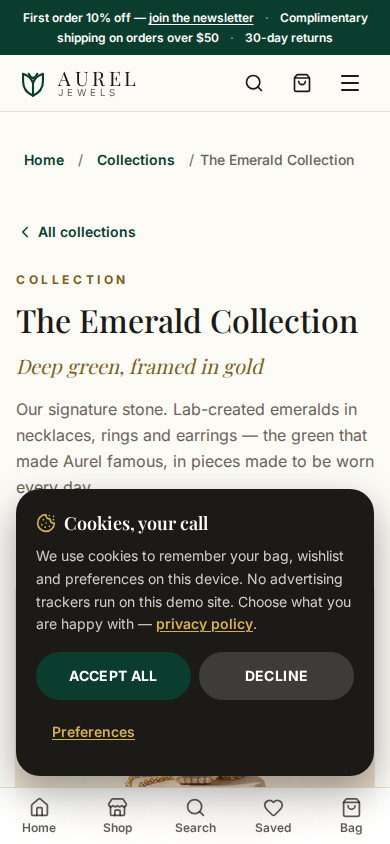 First order 10% off — join the newsletter · Complimentary
shipping on orders over $50 · 30-day returns
AUREL
JEWELS
Home / Collections / The Emerald Collection
All collections
COLLECTION
The Emerald Collection
Deep green, framed in gold
Our signature stone. Lab-created emeralds in
necklaces, rings and earrings — the green that
made Aurel famous, in pieces made to be worn
every day.
Cookies, your call
We use cookies to remember your bag, wishlist
and preferences on this device. No advertising
trackers run on this demo site. Choose what you
are happy with — privacy policy.
ACCEPT ALL DECLINE
Preferences
Home Shop Search Saved Bag